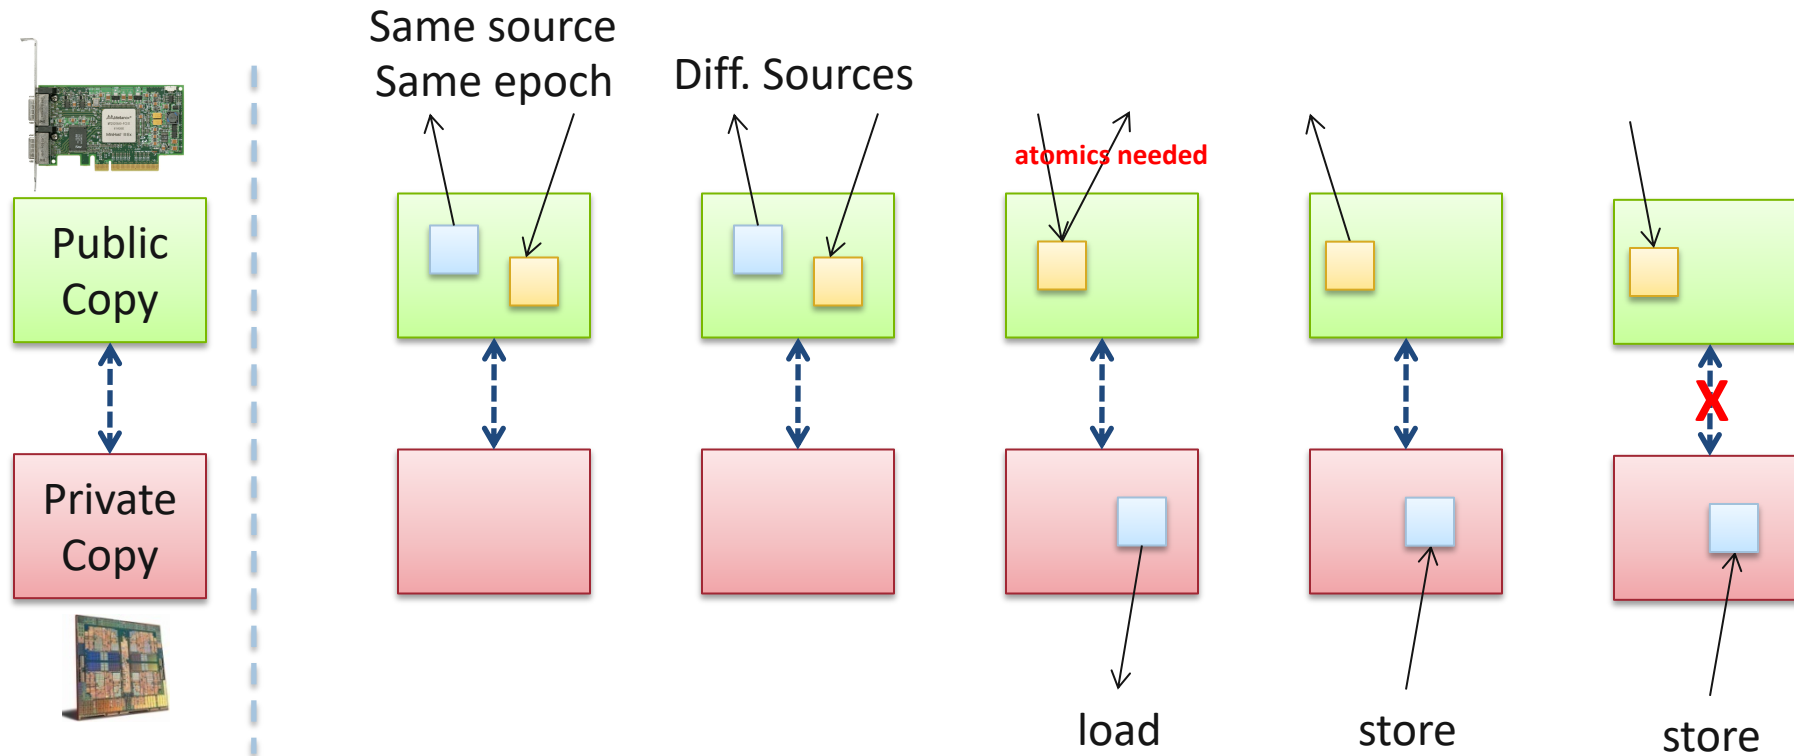 Same source
Same epoch
Diff. Sources
atomics needed
Public
Copy
X
Private
Copy
load
store
store